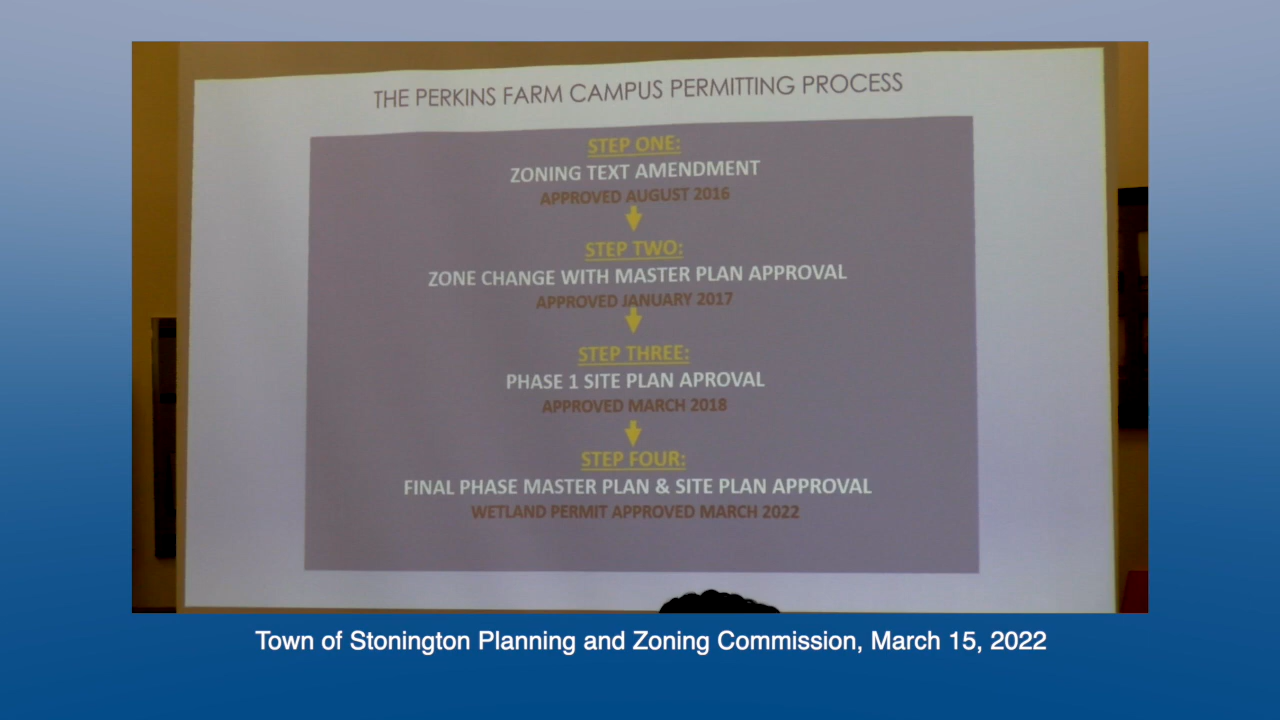 THE PERKINS FARM CAMPUS PERMITTING PROCESS
STEP ONE:
ZONING TEXT AMENDMENT
APPROVED AUGUST 2016
STEP TWO:
ZONE CHANGE WITH MASTER PLAN APPROVAL
APPROVED JANUARY 2017
STEP THREE:
PHASE 1 SITE PLAN APROVAL
APPROVED MARCH 2018
STEP FOUR:
FINAL PHASE MASTER PLAN & SITE PLAN APPROVAL
WETLAND PERMIT APPROVED MARCH 2022
Town of Stonington Planning and Zoning Commission, March 15, 2022